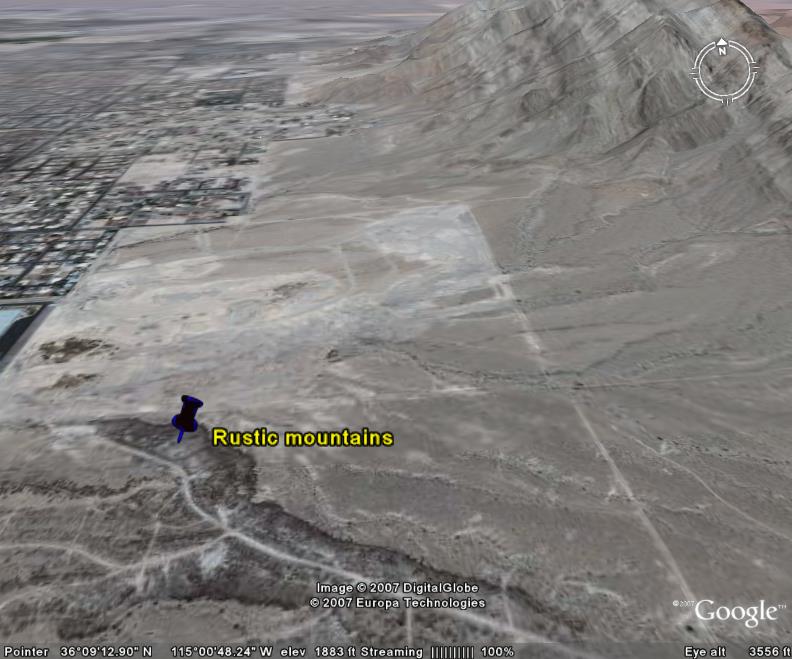 N
Rustic mountains
Image © 2007 DigitalGlobe
© 2007 Europa Technologies
©2007 Google™
Pointer 36°09'12.90" N 115°00'48.24" W elev 1883 ft Streaming |||||||||| 100% Eye alt 3556 ft